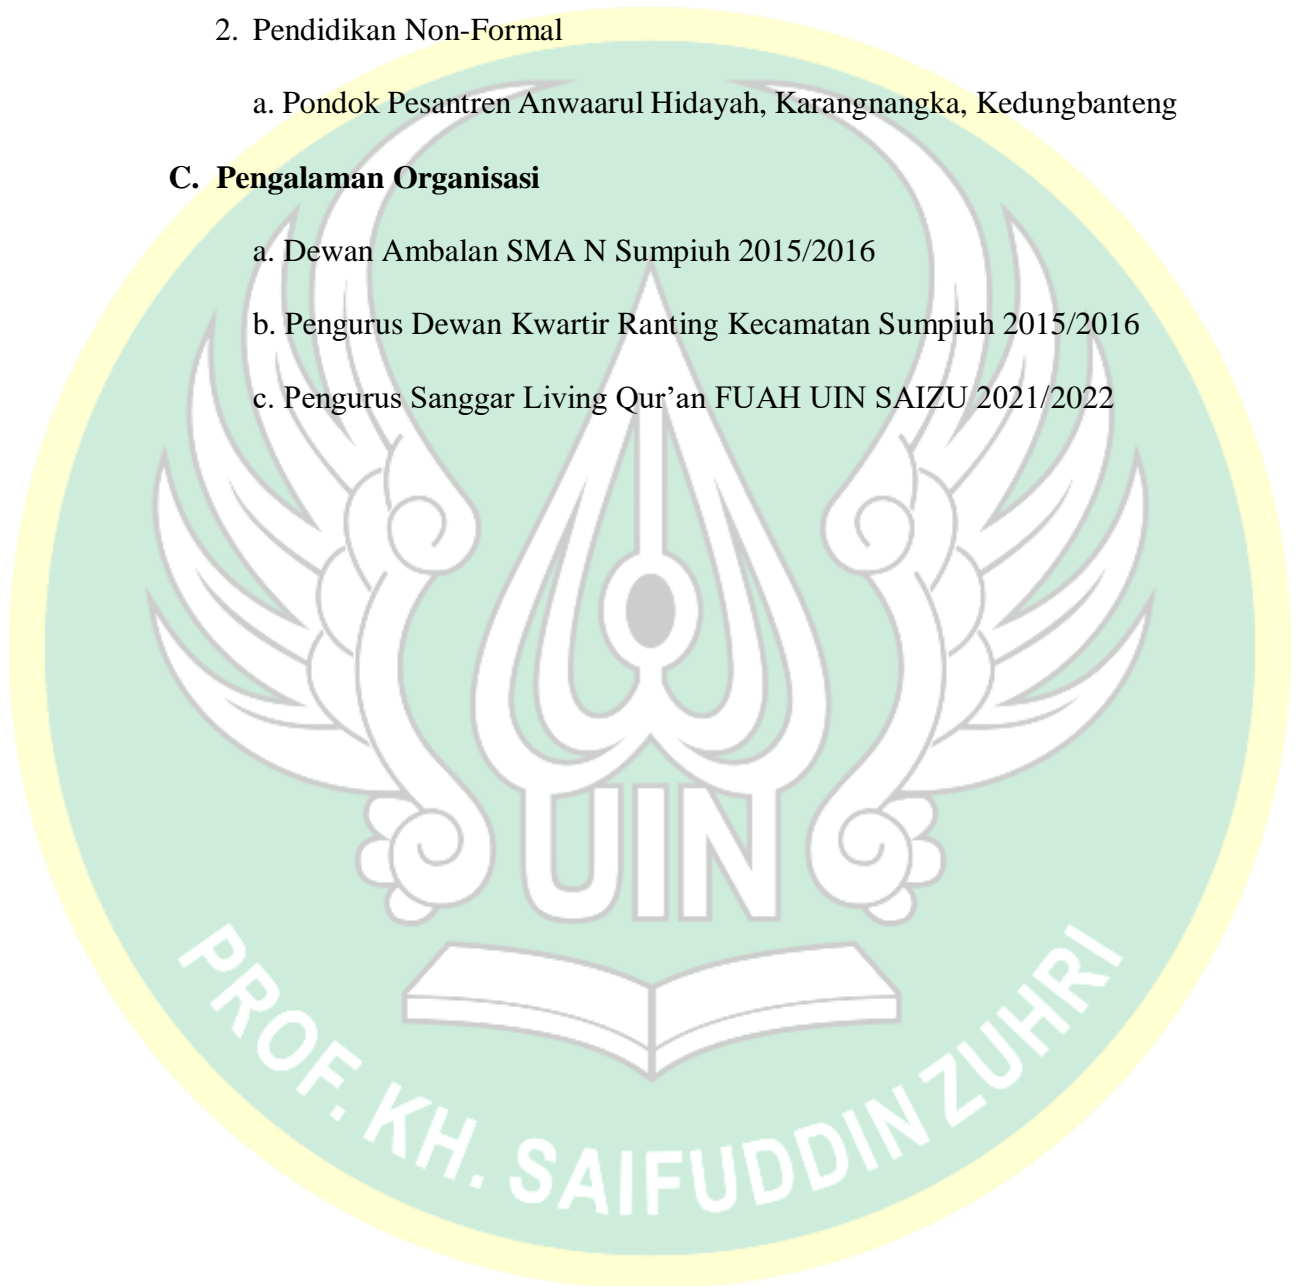 2. Pendidikan Non-Formal
a. Pondok Pesantren Anwaarul Hidayah, Karangnangka, Kedungbanteng
C. Pengalaman Organisasi
a. Dewan Ambalan SMA N Sumpiuh 2015/2016
b. Pengurus Dewan Kwartir Ranting Kecamatan Sumpiuh 2015/2016
c. Pengurus Sanggar Living Qur’an FUAH UIN SAIZU 2021/2022
UIN
PROF. KH. SAIFUDDIN ZUHRI